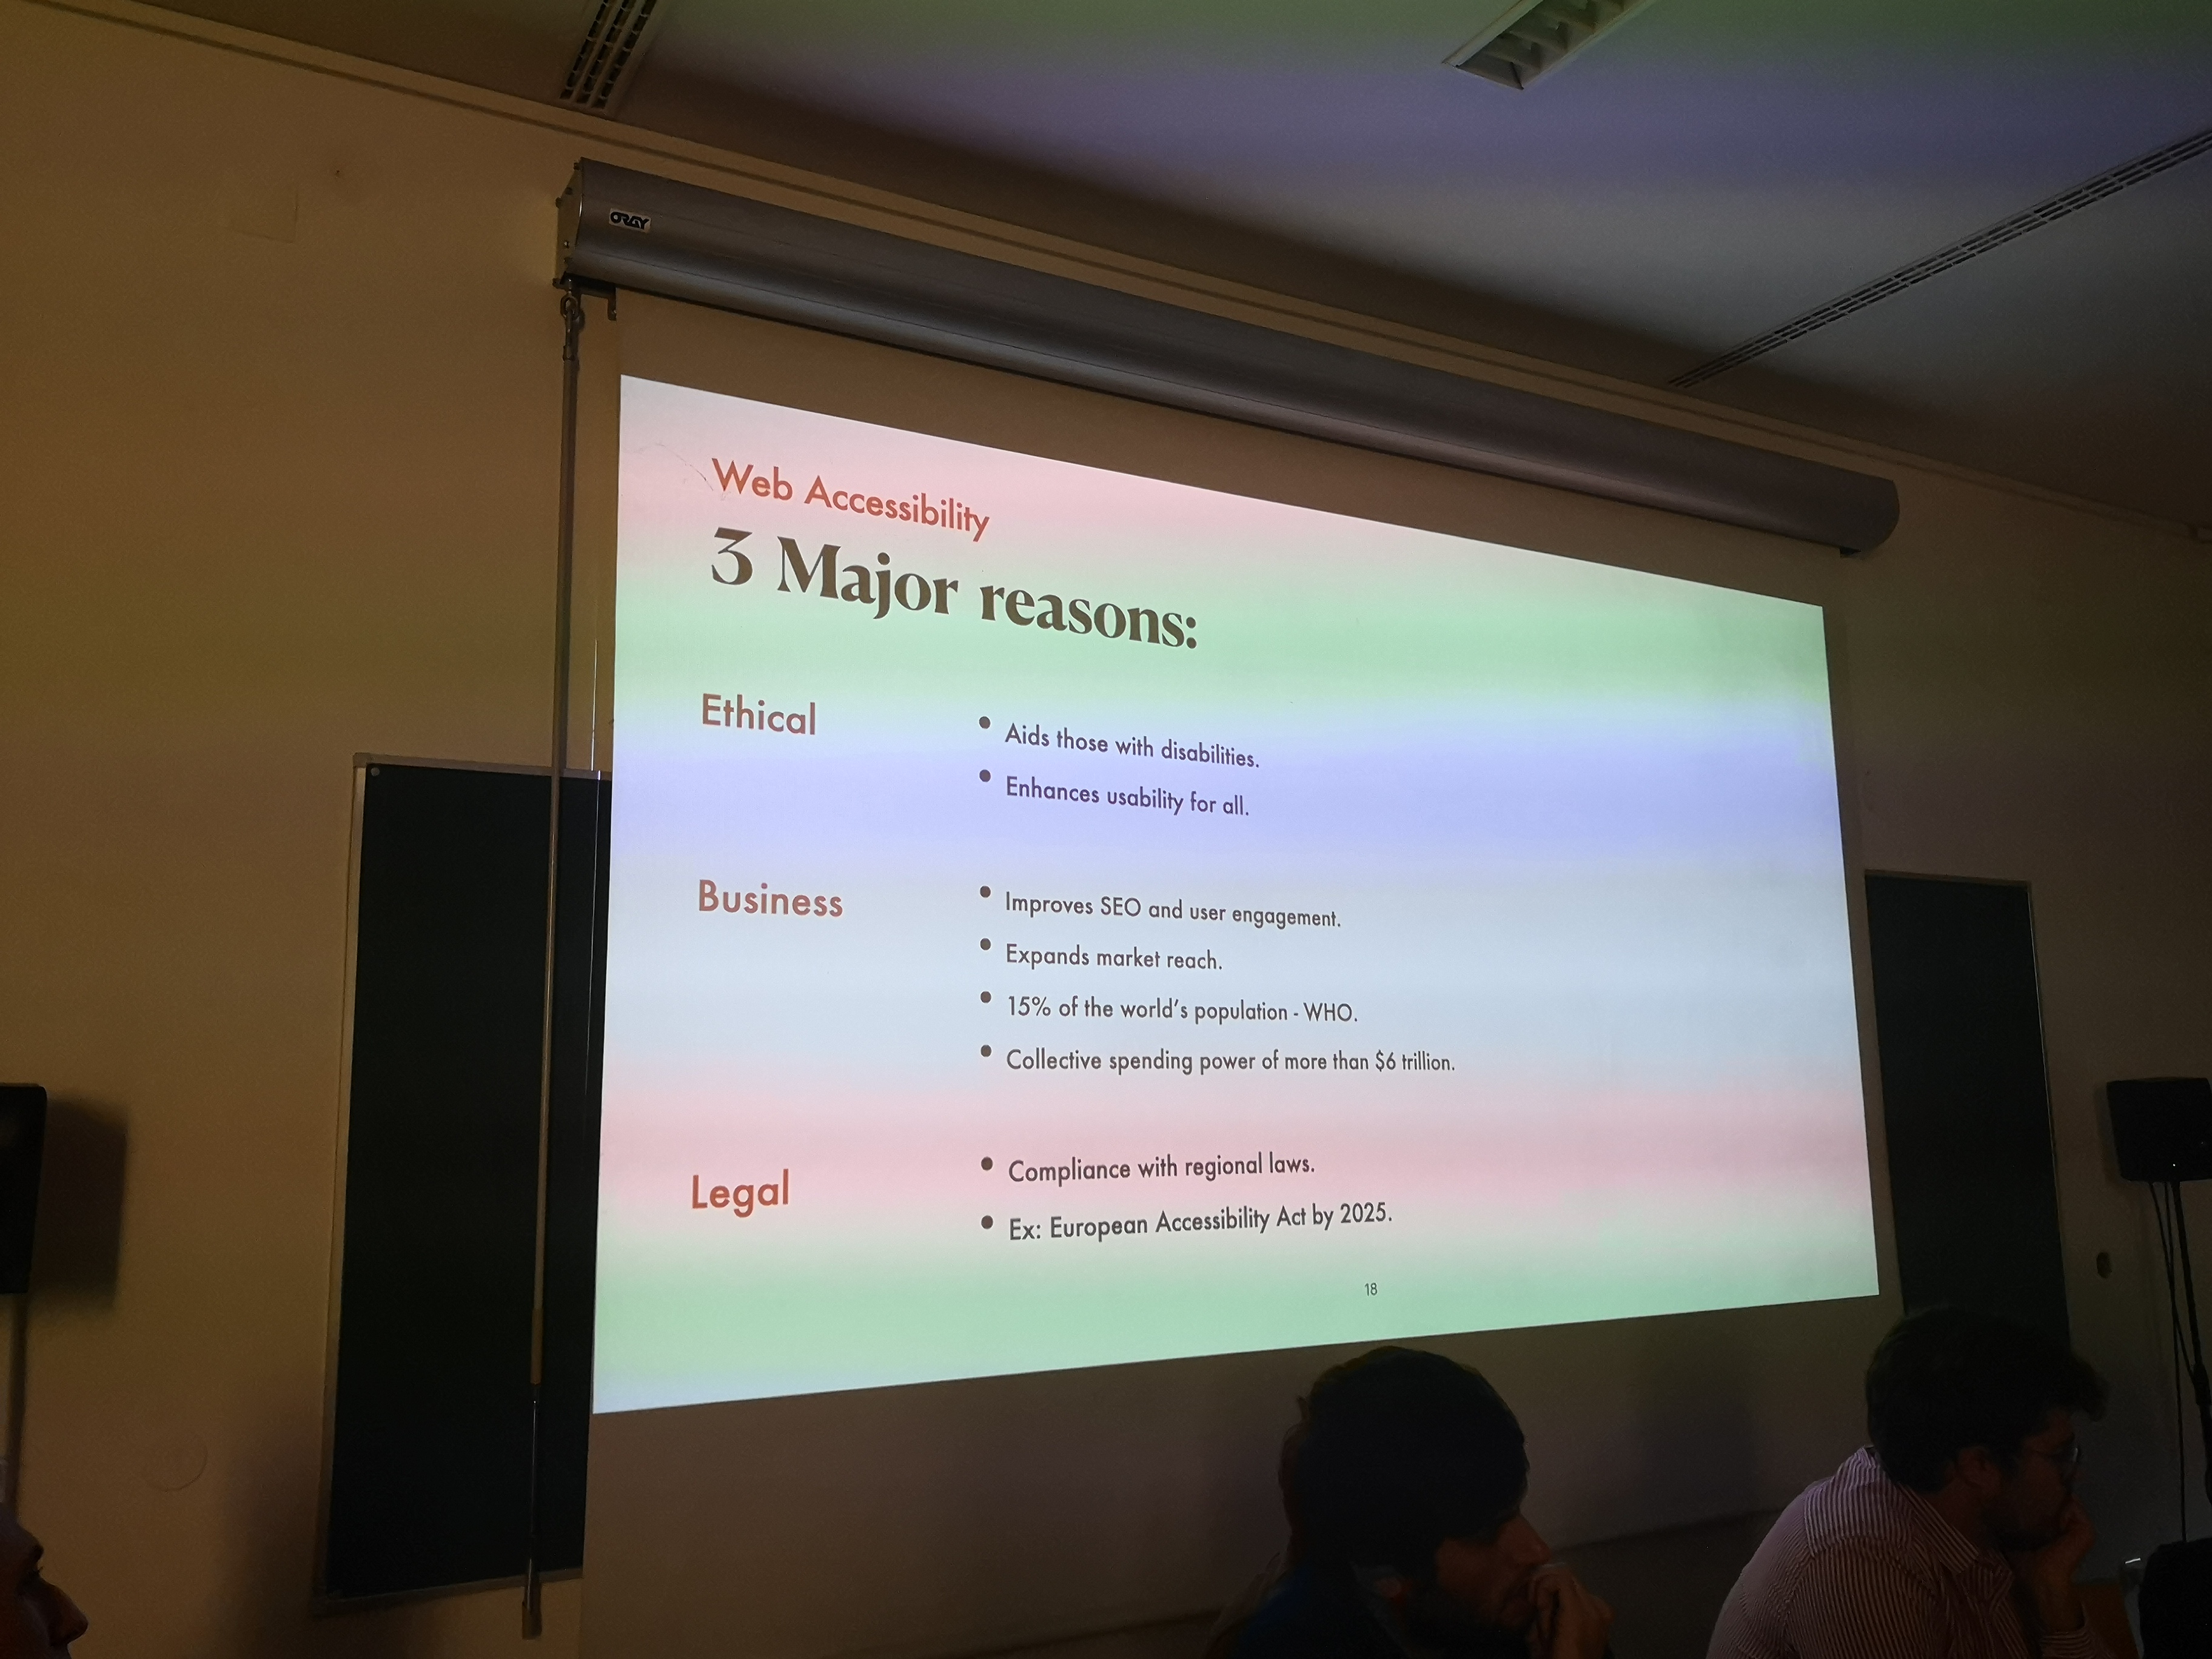 ORAY
Web Accessibility
3 Major reasons:
Ethical
• Aids those with disabilities.
• Enhances usability for all.
Business
• Improves SEO and user engagement.
• Expands market reach.
• 15% of the world's population - WHO.
• Collective spending power of more than $6 trillion.
Legal
• Compliance with regional laws.
• Ex: European Accessibility Act by 2025.
18